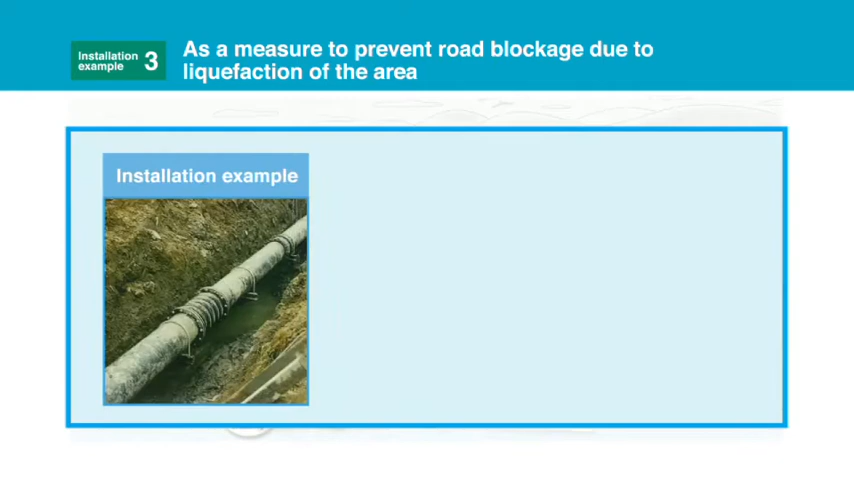 Installation
example
3
As a measure to prevent road blockage due to
liquefaction of the area
Installation example